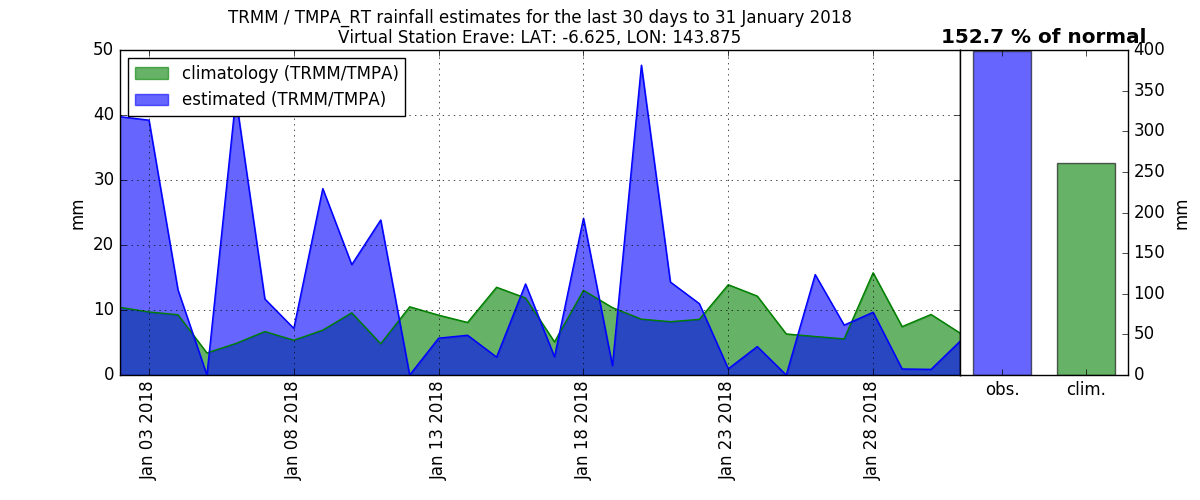 TRMM / TMPA_RT rainfall estimates for the last 30 days to 31 January 2018
Virtual Station Erave: LAT: -6.625, LON: 143.875
152.7 % of normal
climatology (TRMM/TMPA)
estimated (TRMM/TMPA)
50
40
30
20
10
0
mm
Jan 03 2018
Jan 08 2018
Jan 13 2018
Jan 18 2018
Jan 23 2018
Jan 28 2018
400
350
300
250
200
150
100
50
0
mm
obs.
clim.